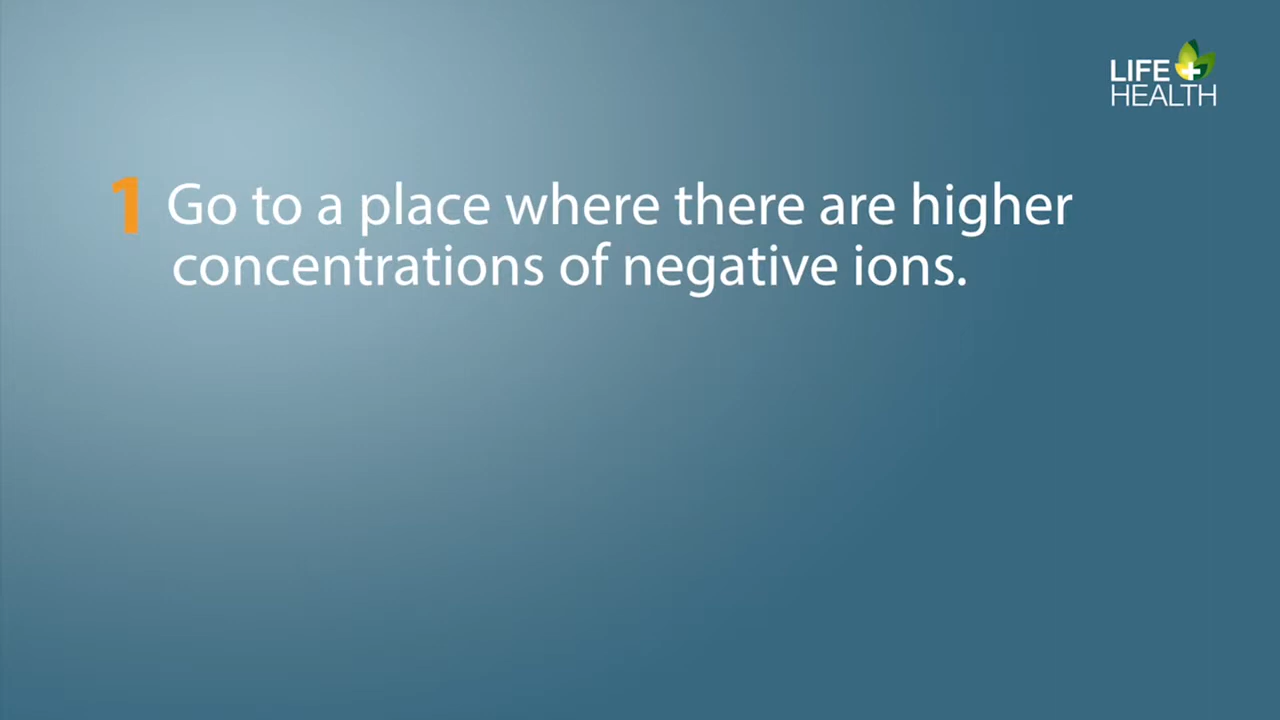 LIFE
HEALTH
1 Go to a place where there are higher
concentrations of negative ions.